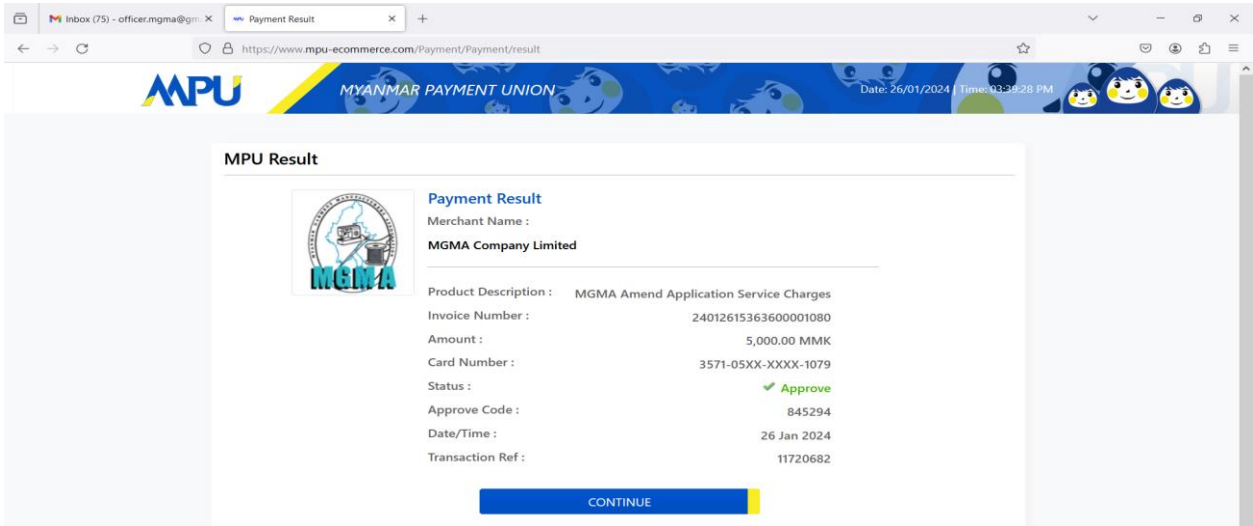 Inbox (75) - officer.mgma@gm
Payment Result
https://www.mpu-ecommerce.com/Payment/Payment/result
MPU
MYANMAR PAYMENT UNION
Date: 26/01/2024 | Time: 03:39:28 PM
MPU Result
MGMA
Payment Result
Merchant Name :
MGMA Company Limited
Product Description : MGMA Amend Application Service Charges
Invoice Number : 24012615363600001080
Amount : 5,000.00 MMK
Card Number : 3571-05XX-XXXX-1079
Status : Approve
Approve Code : 845294
Date/Time : 26 Jan 2024
Transaction Ref : 11720682
CONTINUE